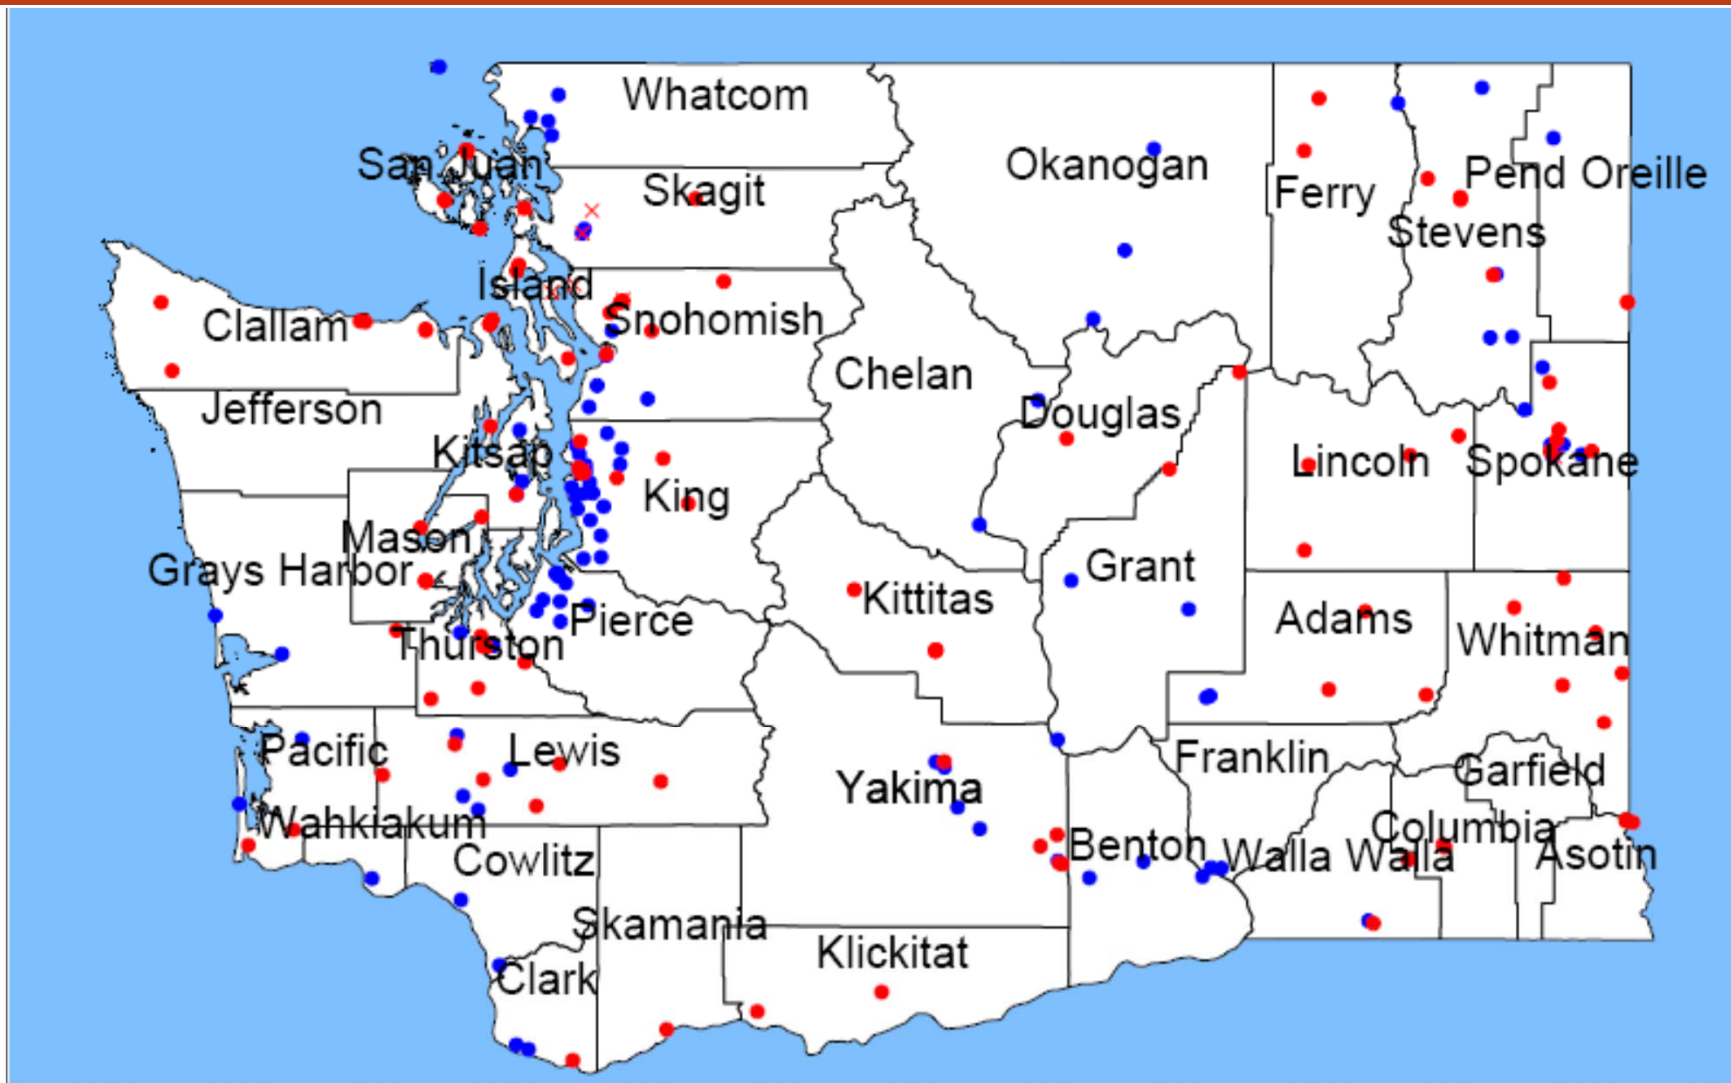 Whatcom
San Juan
Skagit
Okanogan
Ferry
Pend Oreille
Stevens
Island
Snohomish
Clallam
Chelan
Jefferson
Douglas
Kitsap
King
Lincoln
Spokane
Mason
Grays Harbor
Grant
Kittitas
Adams
Pierce
Thurston
Whitman
Pacific
Lewis
Yakima
Franklin
Garfield
Wahkiakum
Columbia
Cowlitz
Benton
Walla Walla
Asotin
Skamania
Klickitat
Clark